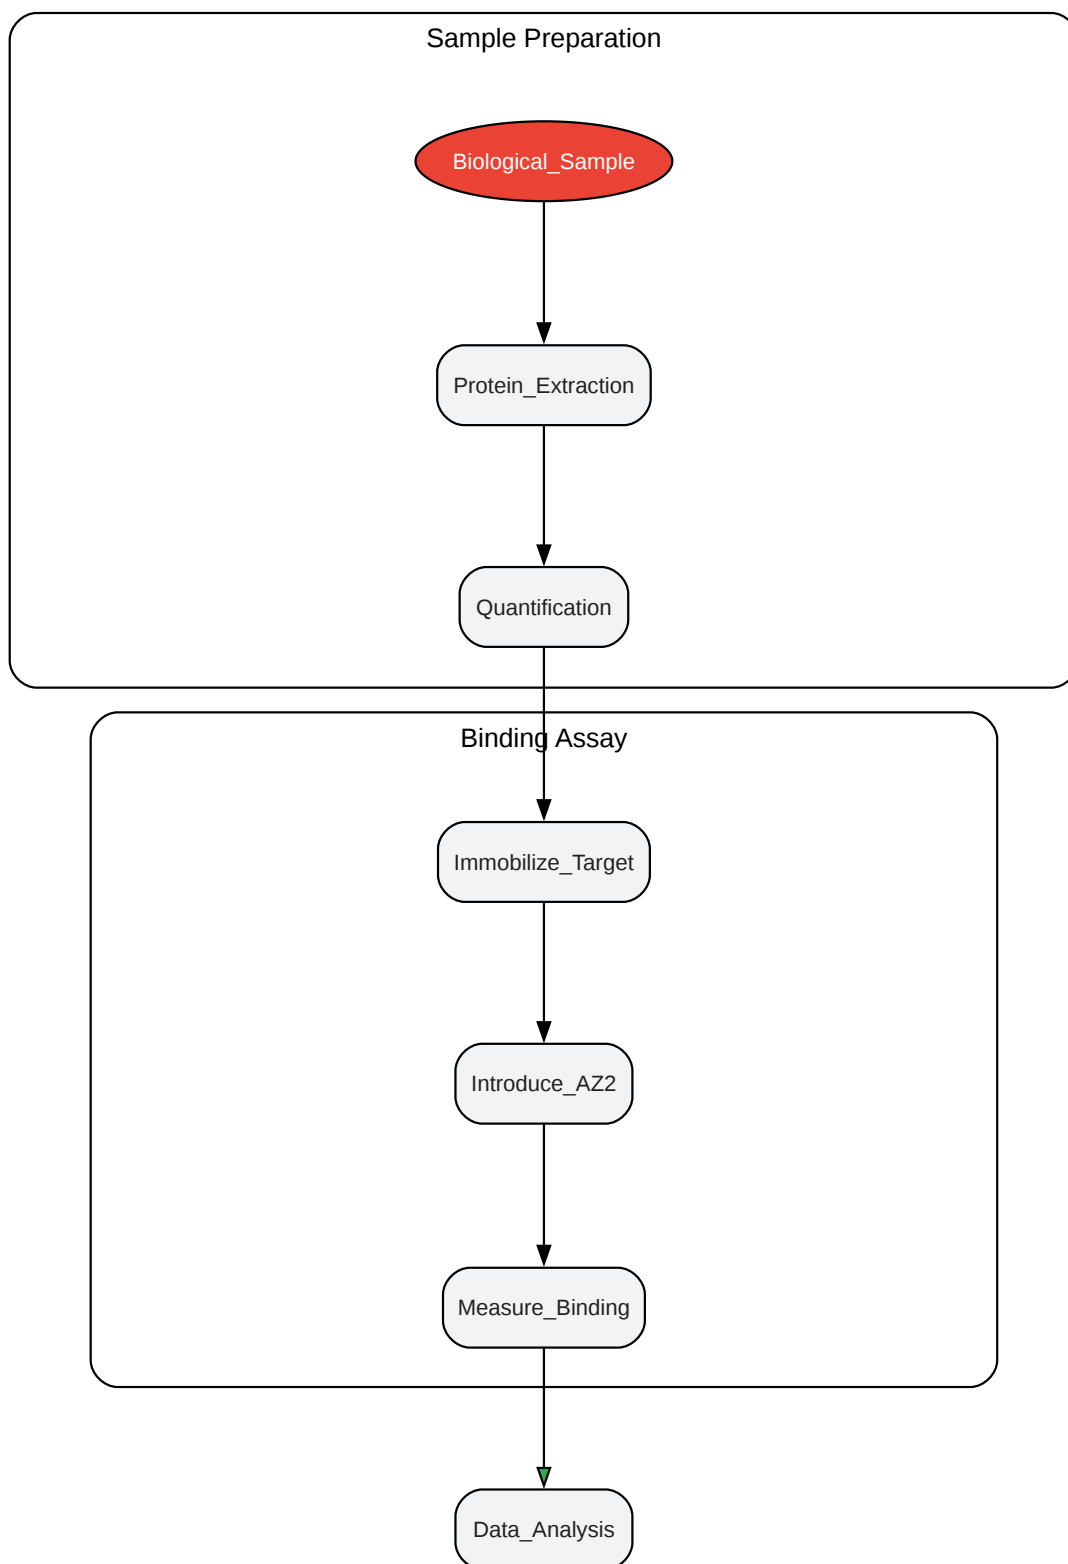 Sample Preparation
Biological_Sample
Protein_Extraction
Quantification
Binding Assay
Immobilize_Target
Introduce_AZ2
Measure_Binding
Data_Analysis